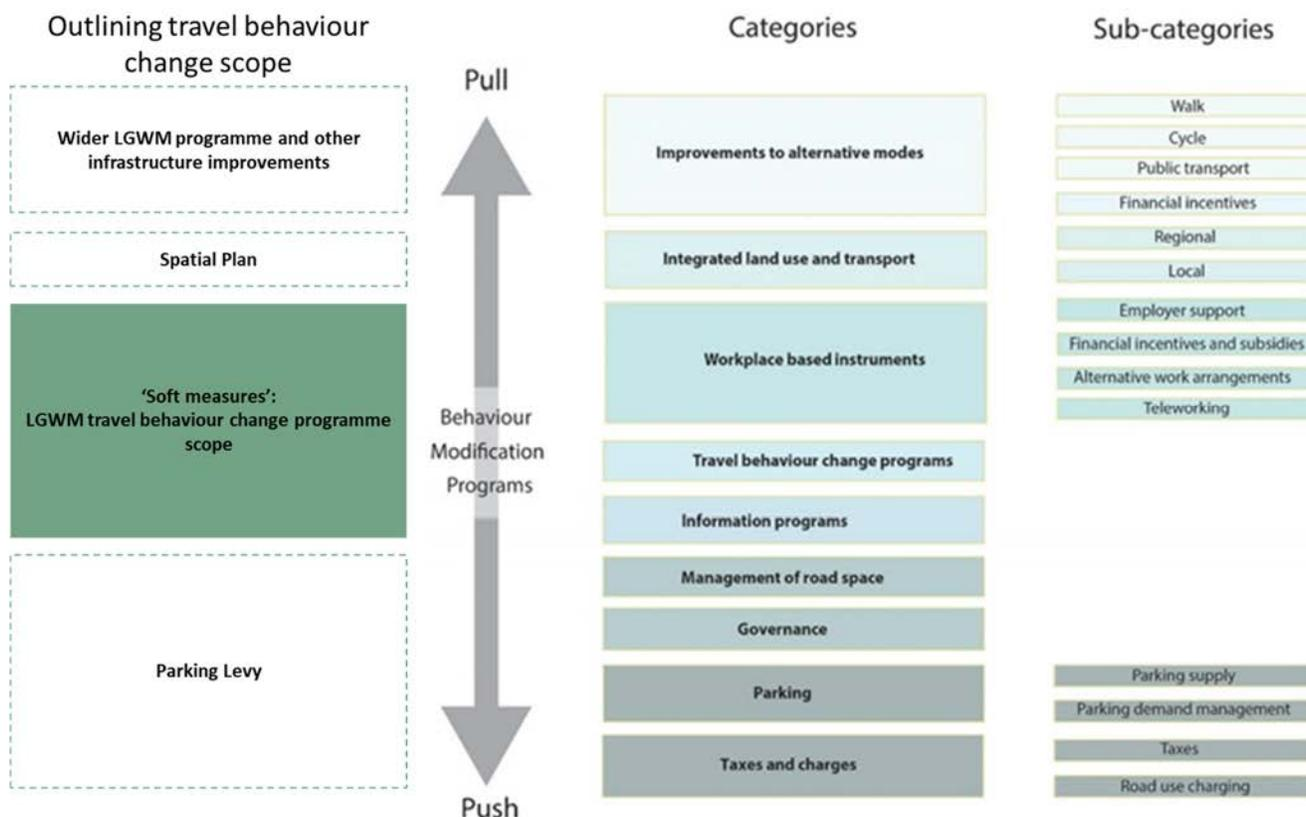 Outlining travel behaviour
change scope
Wider LGWM programme and other
infrastructure improvements
Spatial Plan
‘Soft measures’:
LGWM travel behaviour change programme
scope
Parking Levy
Pull
Behaviour
Modification
Programs
Push
Categories
Improvements to alternative modes
Integrated land use and transport
Workplace based instruments
Travel behaviour change programs
Information programs
Management of road space
Governance
Parking
Taxes and charges
Sub-categories
Walk
Cycle
Public transport
Financial incentives
Regional
Local
Employer support
Financial incentives and subsidies
Alternative work arrangements
Teleworking
Parking supply
Parking demand management
Taxes
Road use charging